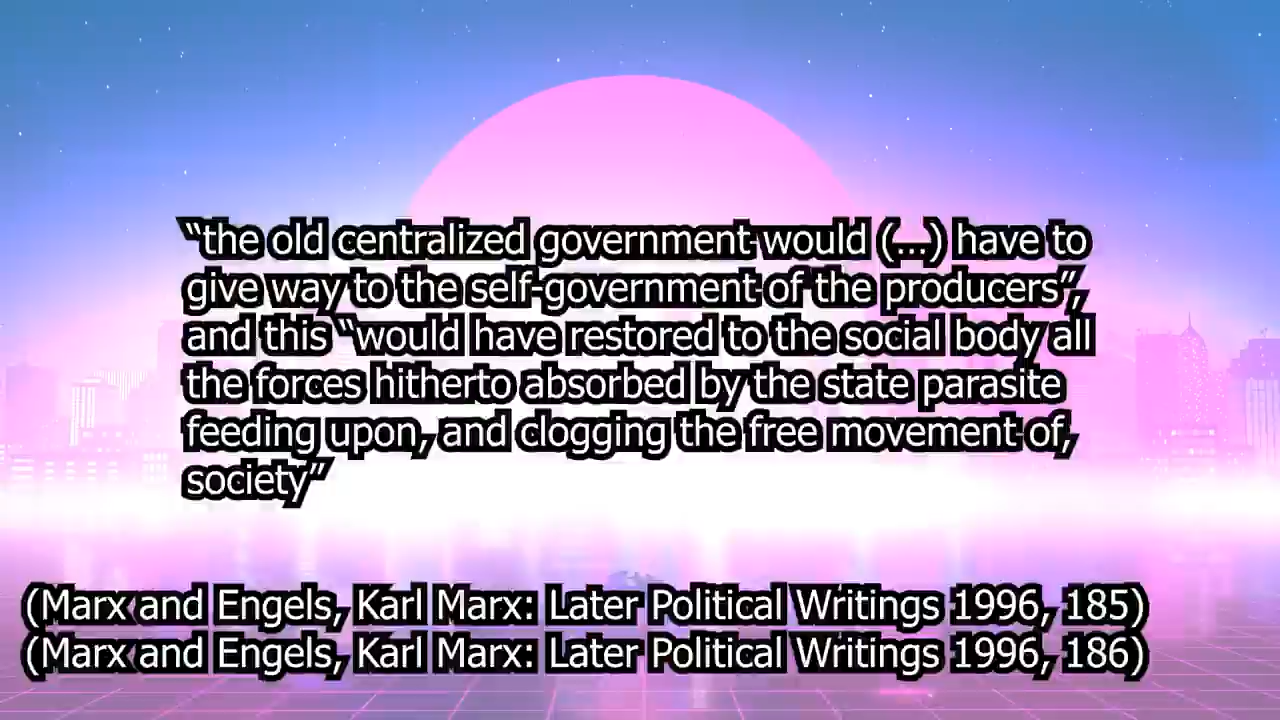 “the old centralized government would (...) have to
give way to the self-government of the producers”,
and this “would have restored to the social body all
the forces hitherto absorbed by the state parasite
feeding upon, and clogging the free movement of,
society”
(Marx and Engels, Karl Marx: Later Political Writings 1996, 185)
(Marx and Engels, Karl Marx: Later Political Writings 1996, 186)